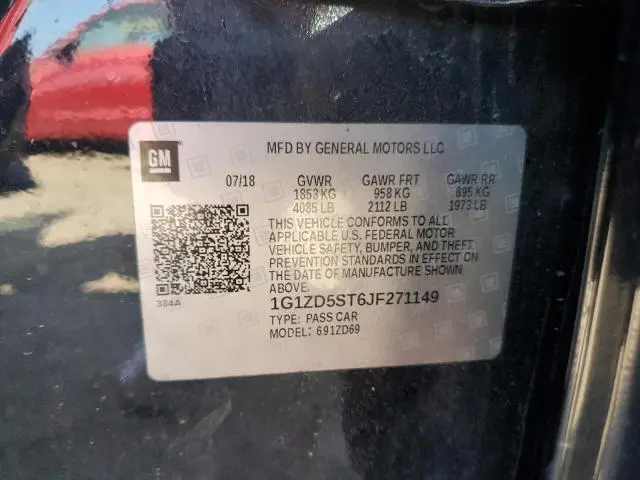 GM
MFD BY GENERAL MOTORS LLC
07/18 GVWR GAWR FRT GAWR RR
1853 KG 958 KG 895 KG
4085 LB 2112 LB 1973 LB
THIS VEHICLE CONFORMS TO ALL
APPLICABLE U.S. FEDERAL MOTOR
VEHICLE SAFETY, BUMPER, AND THEFT
PREVENTION STANDARDS IN EFFECT ON
THE DATE OF MANUFACTURE SHOWN
ABOVE.
384A
1G1ZD5ST6JF271149
TYPE: PASS CAR
MODEL: 691ZD69